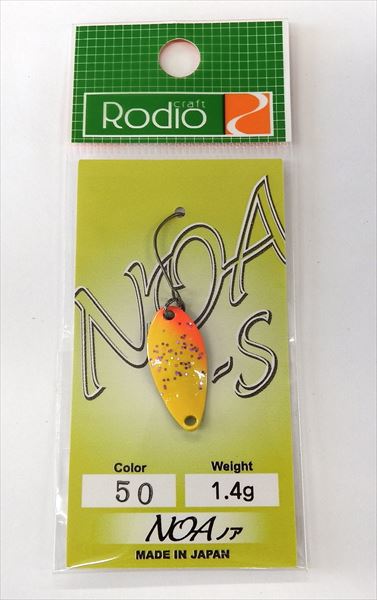 craft
Rodio
NOA
-S
Color
Weight
50
1.4g
NOA ノア
MADE IN JAPAN